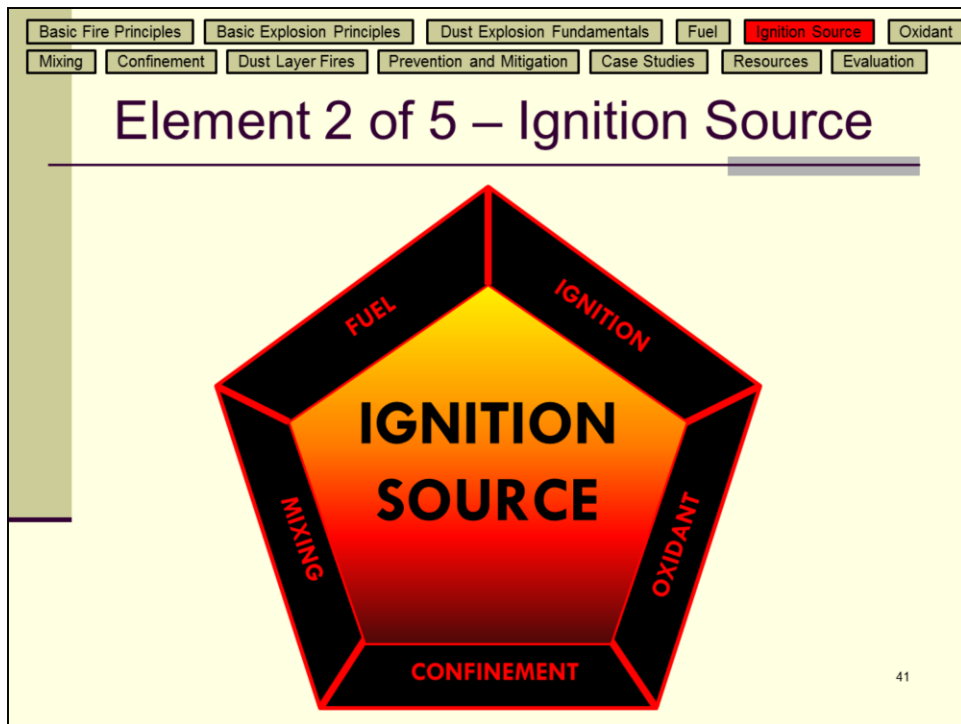 Basic Fire Principles Basic Explosion Principles Dust Explosion Fundamentals Fuel Ignition Source Oxidant
Mixing Confinement Dust Layer Fires Prevention and Mitigation Case Studies Resources Evaluation
Element 2 of 5 – Ignition Source
FUEL
IGNITION
IGNITION
SOURCE
MIXING
OXIDANT
CONFINEMENT
41